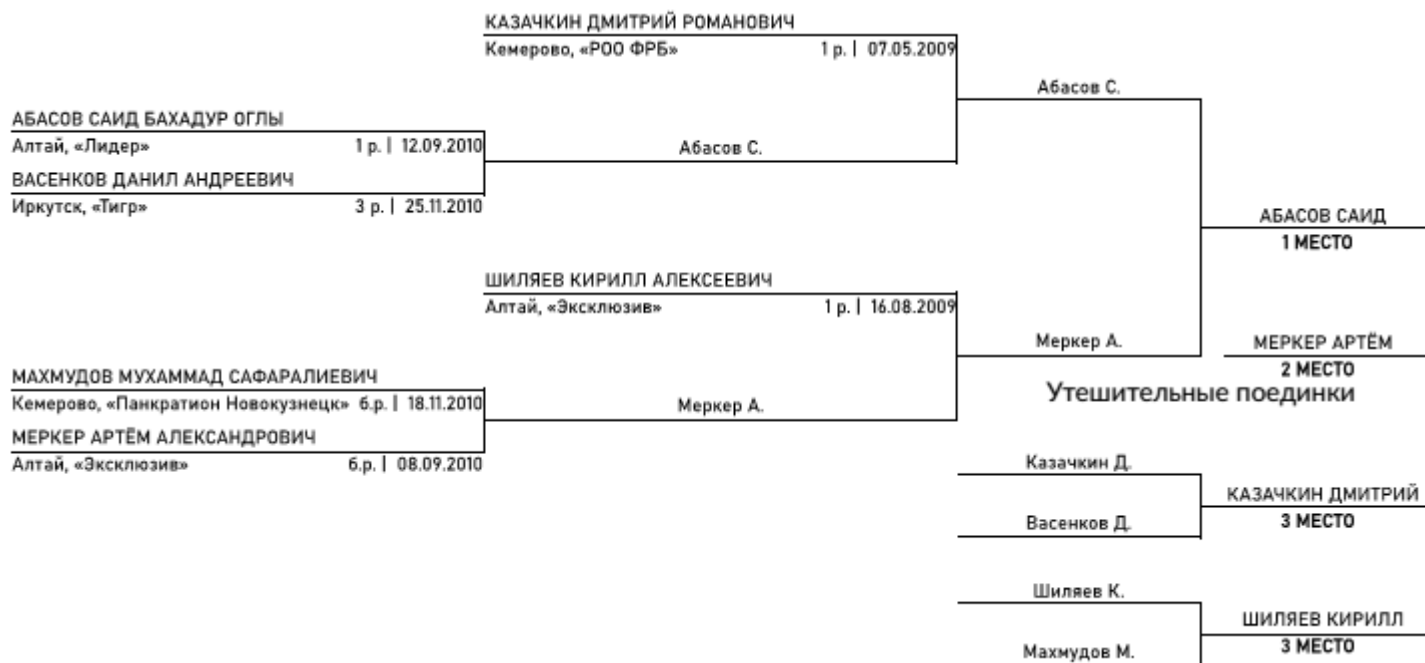 КАЗАЧКИН ДМИТРИЙ РОМАНОВИЧ
Кемерово, «РОО ФРБ» 1 р. | 07.05.2009
Абасов С.
АБАСОВ САИД БАХАДУР ОГЛЫ
Алтай, «Лидер» 1 р. | 12.09.2010
Абасов С.
ВАСЕНКОВ ДАНИЛ АНДРЕЕВИЧ
Иркутск, «Тигр» 3 р. | 25.11.2010
АБАСОВ САИД
1 МЕСТО
ШИЛЯЕВ КИРИЛЛ АЛЕКСЕЕВИЧ
Алтай, «Эксклюзив» 1 р. | 16.08.2009
Меркер А.
МЕРКЕР АРТЁМ
2 МЕСТО
МАХМУДОВ МУХАММАД САФАРАЛИЕВИЧ
Кемерово, «Панкратион Новокузнецк» б.р. | 18.11.2010
Меркер А.
МЕРКЕР АРТЁМ АЛЕКСАНДРОВИЧ
Алтай, «Эксклюзив» б.р. | 08.09.2010
Утешительные поединки
Казачкин Д.
КАЗАЧКИН ДМИТРИЙ
3 МЕСТО
Васенков Д.
Шиляев К.
ШИЛЯЕВ КИРИЛЛ
3 МЕСТО
Махмудов М.